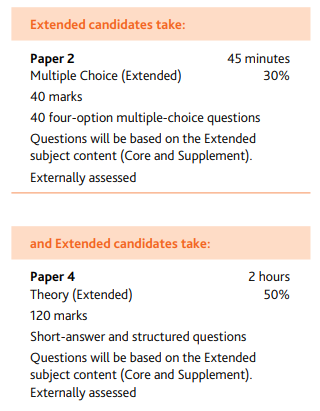 Extended candidates take:
Paper 2 45 minutes
Multiple Choice (Extended) 30%
40 marks
40 four-option multiple-choice questions
Questions will be based on the Extended
subject content (Core and Supplement).
Externally assessed
and Extended candidates take:
Paper 4 2 hours
Theory (Extended) 50%
120 marks
Short-answer and structured questions
Questions will be based on the Extended
subject content (Core and Supplement).
Externally assessed